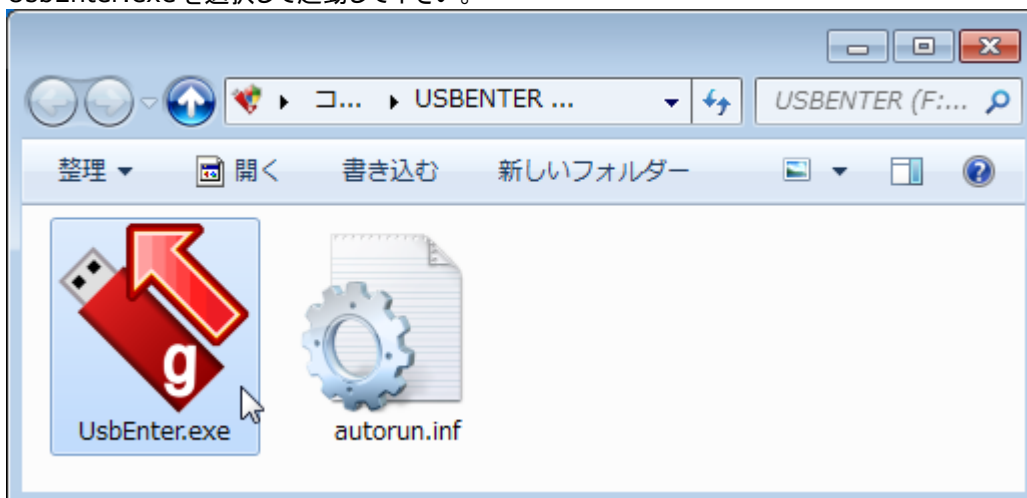 UsbEnter.exeを選択して起動して下さい。
コ... USBENTER ... USBENTER (F:...
整理 開く 書き込む 新しいフォルダー
g
UsbEnter.exe autorun.inf